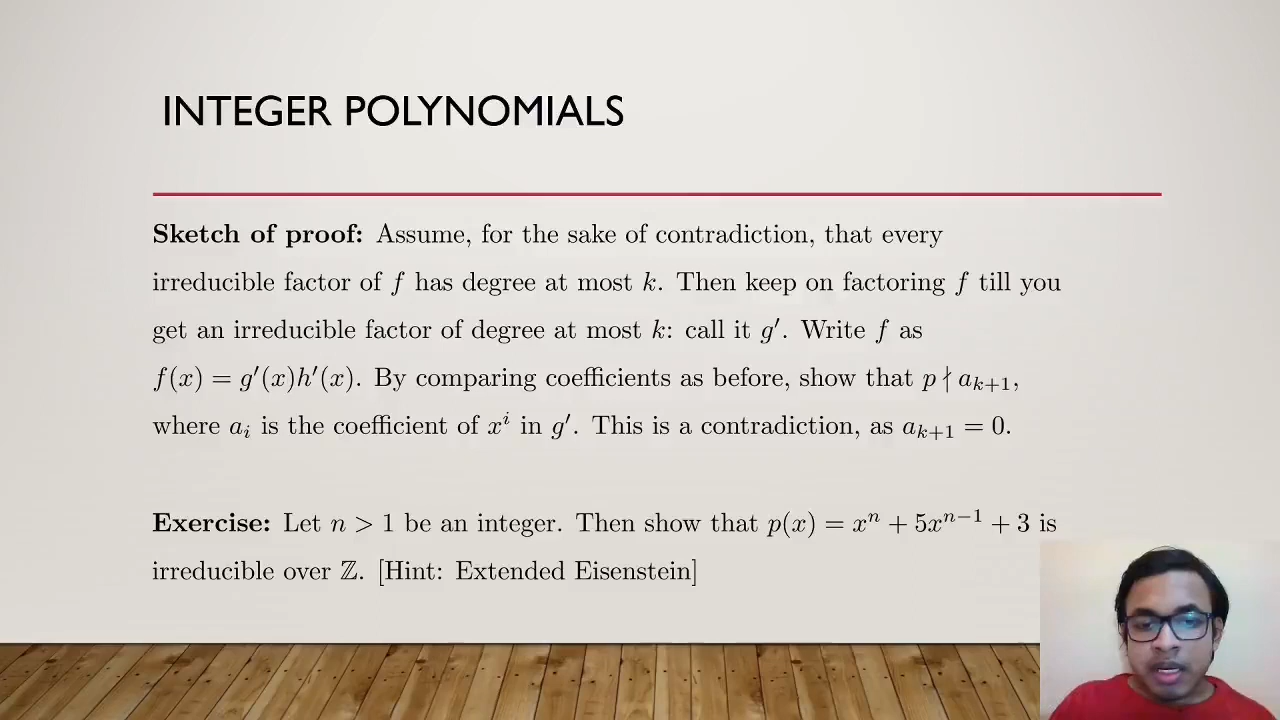 INTEGER POLYNOMIALS
Sketch of proof: Assume, for the sake of contradiction, that every
irreducible factor of f has degree at most k. Then keep on factoring f till you
get an irreducible factor of degree at most k: call it g′. Write f as
f(x) = g′(x)h′(x). By comparing coefficients as before, show that p ∤ a_{k+1},
where a_i is the coefficient of x^i in g′. This is a contradiction, as a_{k+1} = 0.
Exercise: Let n > 1 be an integer. Then show that p(x) = x^n + 5x^{n−1} + 3 is
irreducible over ℤ. [Hint: Extended Eisenstein]